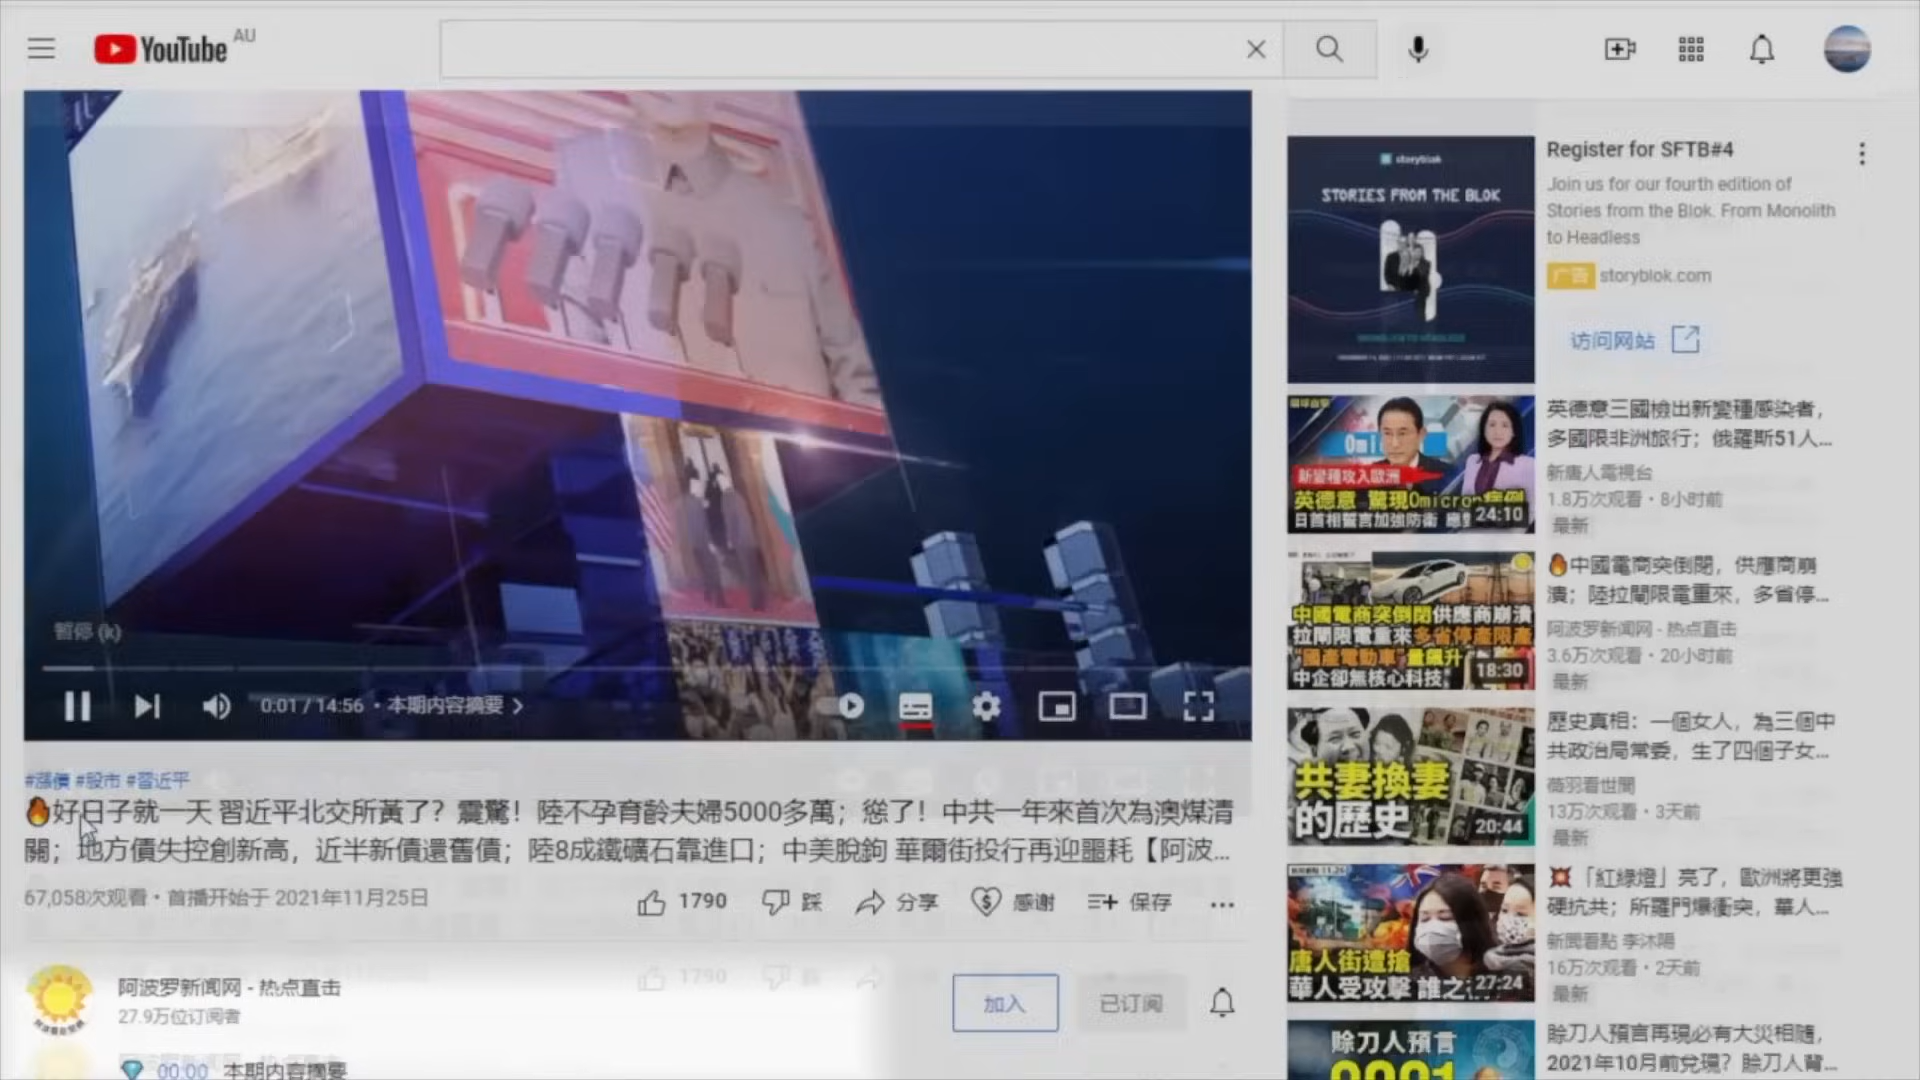 YouTube AU
暂停 (k)
0:01 / 14:56 • 本期内容摘要
#漲價 #股市 #習近平
🔥好日子就一天 習近平北交所黃了？震驚！陸不孕育齡夫婦5000多萬；慫了！中共一年來首次為澳煤清
關；地方債失控創新高，近半新債還舊債；陸8成鐵礦石靠進口；中美脫鉤 華爾街投行再迎噩耗【阿波...
67,058次观看 • 首播开始于 2021年11月25日
1790 踩 分享 感谢 保存
阿波罗新闻网 - 热点直击
27.9万位订阅者
加入 已订阅
00:00 本期内容摘要
storyblok
STORIES FROM THE BLOK
Register for SFTB#4
Join us for our fourth edition of
Stories from the Blok. From Monolith
to Headless
广告 storyblok.com
访问网站
新變種攻入歐洲
英德意 驚現Omicron病例
日首相誓言加強防衛
24:10
英德意三國檢出新變種感染者，
多國限非洲旅行；俄羅斯51人...
新唐人電視台
1.8万次观看 • 8小时前
最新
中國電商突倒閉供應商崩潰
拉閘限電重來多省停產限產
"國產電動車"量飆升
中企卻無核心科技
18:30
🔥中國電商突倒閉，供應商崩
潰；陸拉閘限電重來，多省停...
阿波罗新闻网 - 热点直击
3.6万次观看 • 20小时前
最新
共妻換妻
的歷史
20:44
歷史真相：一個女人，為三個中
共政治局常委，生了四個子女...
薇羽看世間
13万次观看 • 3天前
最新
唐人街遭搶
華人受攻擊 誰之
27:24
💥「紅綠燈」亮了，歐洲將更強
硬抗共；所羅門爆衝突，華人...
新聞看點 李沐陽
16万次观看 • 2天前
最新
賒刀人預言
2021
賒刀人預言再現必有大災相隨，
2021年10月前兌現？賒刀人背...